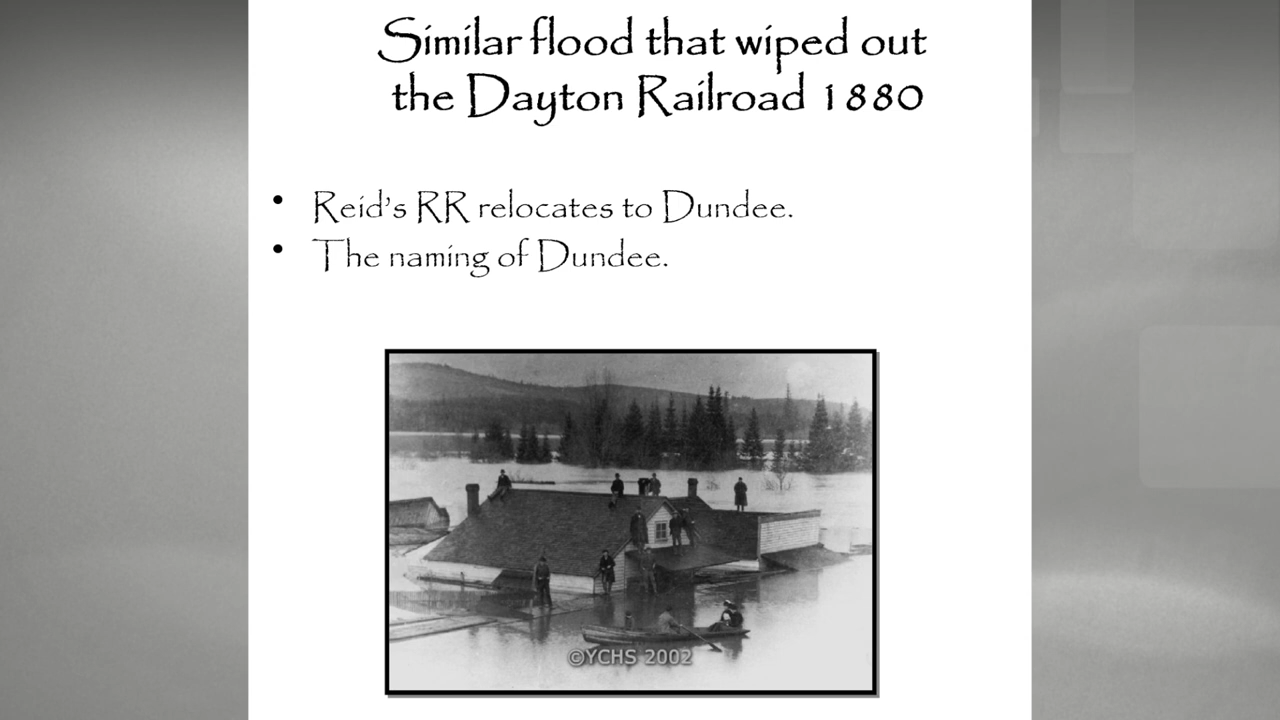 Similar flood that wiped out
the Dayton Railroad 1880
• Reid's RR relocates to Dundee.
• The naming of Dundee.
©YCHS 2002